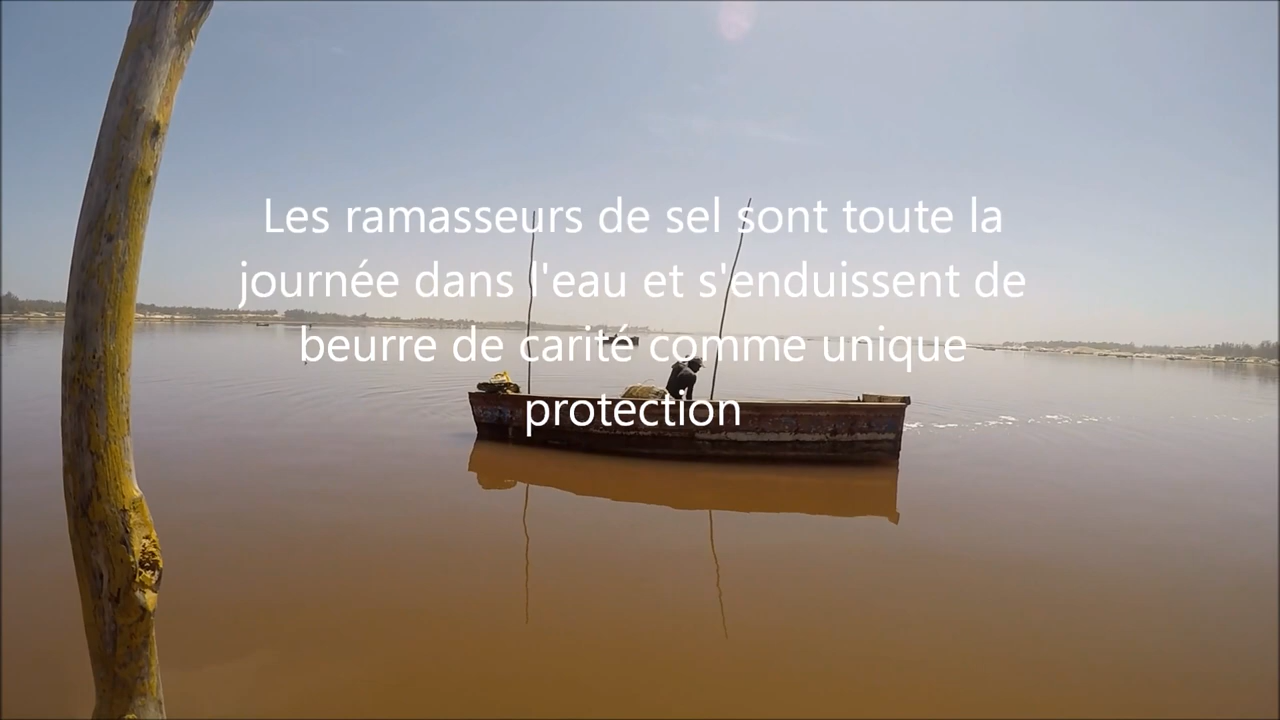 Les ramasseurs de sel sont toute la
journée dans l'eau et s'enduissent de
beurre de carité comme unique
protection